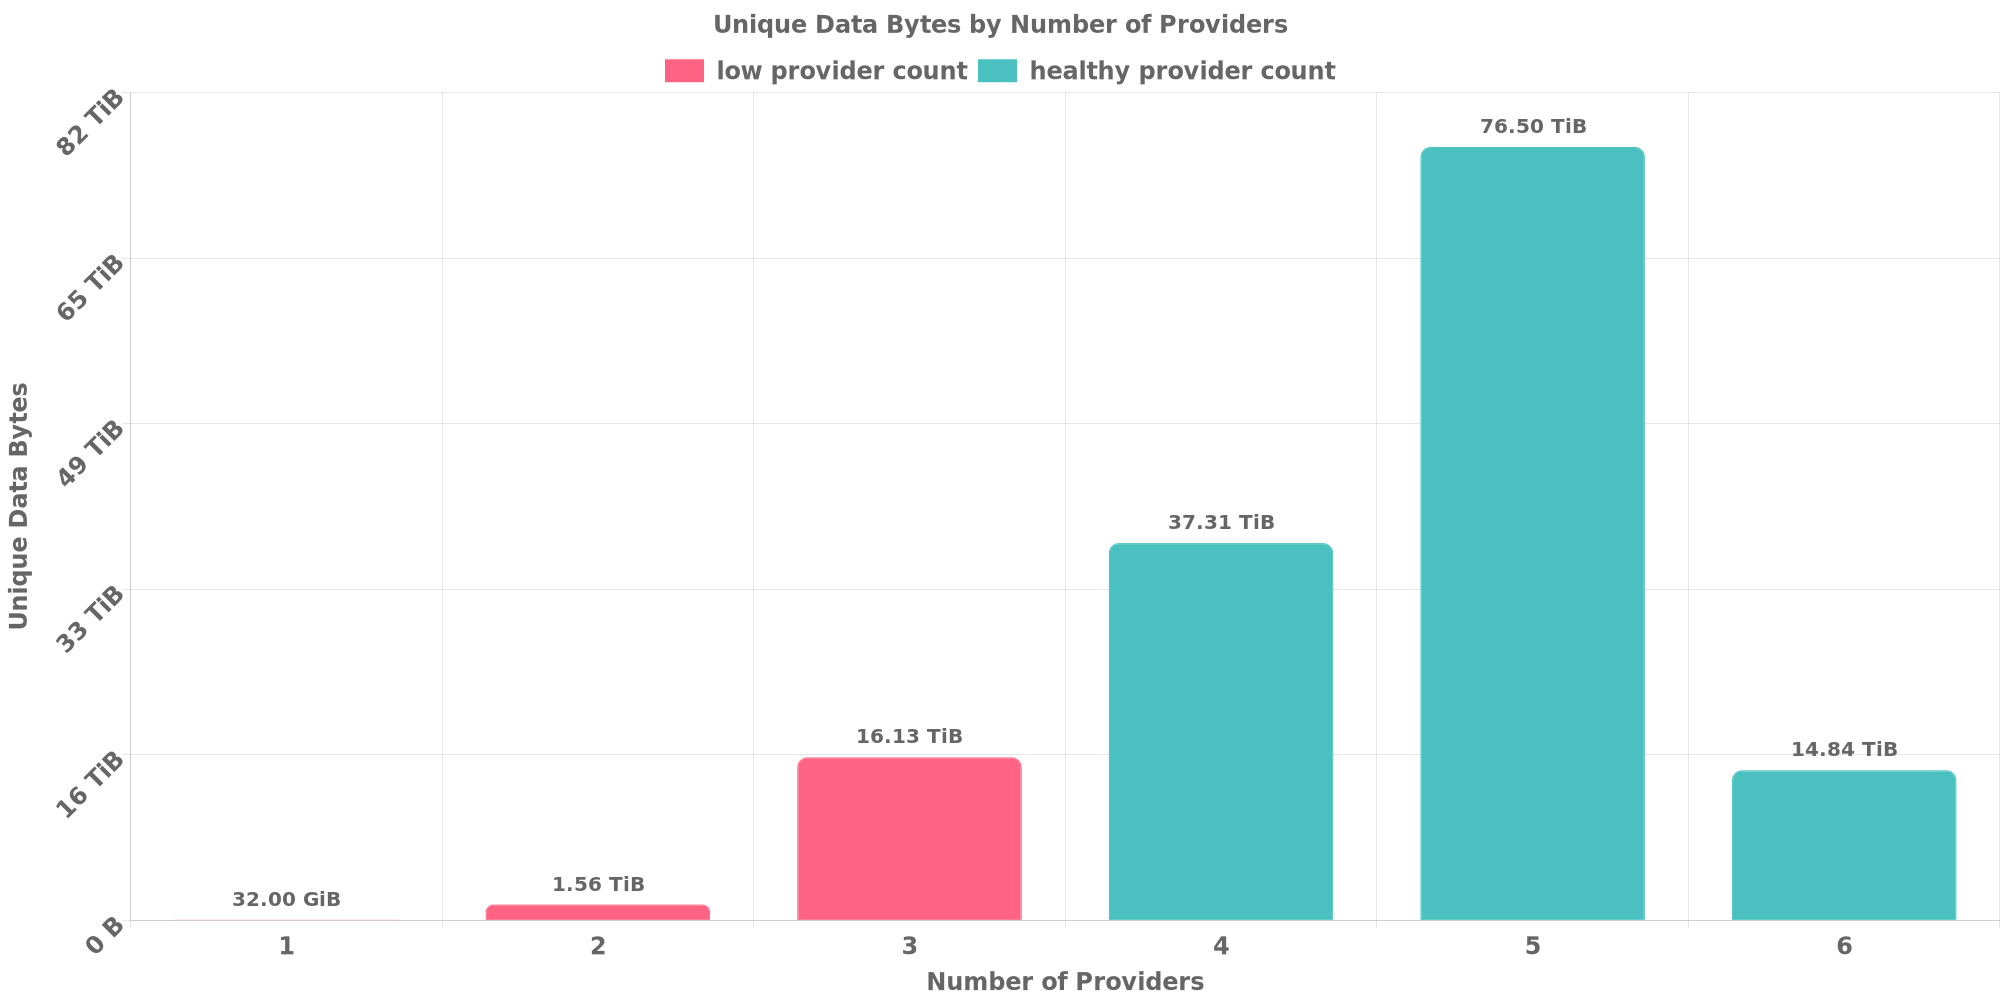 Unique Data Bytes by Number of Providers
low provider count
healthy provider count
82 TiB
65 TiB
49 TiB
33 TiB
16 TiB
0 B
Unique Data Bytes
32.00 GiB
1.56 TiB
16.13 TiB
37.31 TiB
76.50 TiB
14.84 TiB
1
2
3
4
5
6
Number of Providers